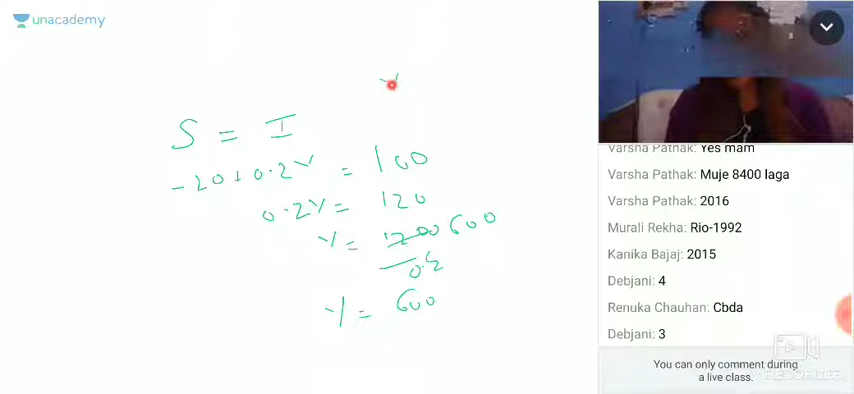 unacademy
Y
S = I
-20 + 0.2Y = 100
0.2Y = 120
Y = 1200 600
0.2
Y = 600
Varsha Pathak: Yes mam
Varsha Pathak: Muje 8400 laga
Varsha Pathak: 2016
Murali Rekha: Rio-1992
Kanika Bajaj: 2015
Debjani: 4
Renuka Chauhan: Cbda
Debjani: 3
You can only comment during
a live class.
RECORDER